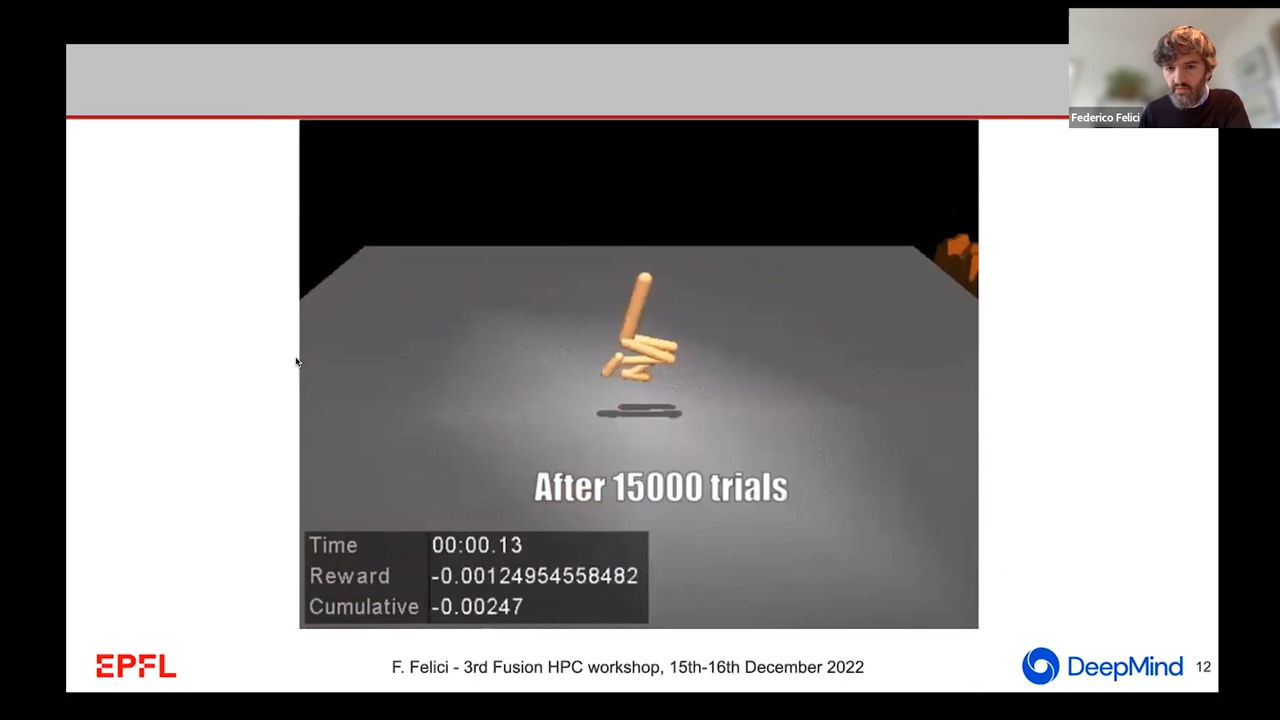 Federico Felici
After 15000 trials
Time 00:00.13
Reward -0.00124954558482
Cumulative -0.00247
EPFL
F. Felici - 3rd Fusion HPC workshop, 15th-16th December 2022
DeepMind
12